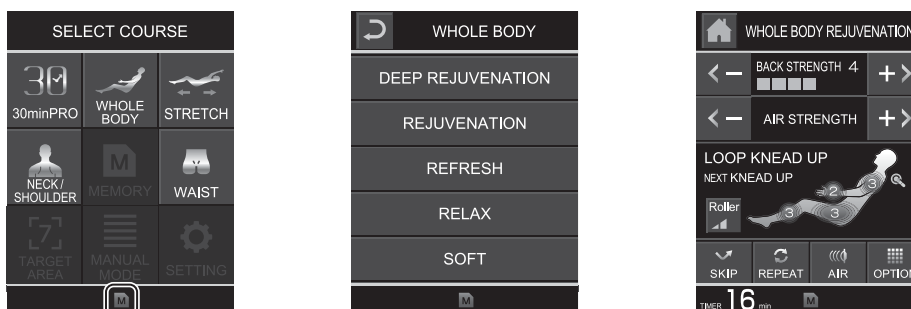 SELECT COURSE
30
30minPRO
WHOLE
BODY
STRETCH
NECK/
SHOULDER
M
MEMORY
WAIST
7
TARGET
AREA
MANUAL
MODE
SETTING
M
WHOLE BODY
DEEP REJUVENATION
REJUVENATION
REFRESH
RELAX
SOFT
M
WHOLE BODY REJUVENATION
BACK STRENGTH 4
AIR STRENGTH
LOOP KNEAD UP
NEXT KNEAD UP
Roller
2
3
3
3
SKIP
REPEAT
AIR
OPTION
TIMER 16 min
M